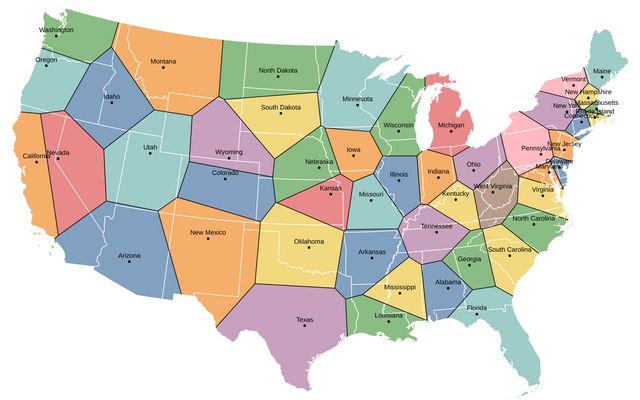 Washington
Oregon
Idaho
Montana
North Dakota
South Dakota
Minnesota
Wisconsin
Michigan
Vermont
Maine
New Hampshire
Massachusetts
New York
Rhode Island
Connecticut
Pennsylvania
New Jersey
Delaware
Maryland
California
Nevada
Utah
Wyoming
Colorado
Nebraska
Iowa
Kansas
Missouri
Illinois
Indiana
Ohio
Kentucky
West Virginia
Virginia
North Carolina
Tennessee
South Carolina
Arizona
New Mexico
Oklahoma
Arkansas
Georgia
Mississippi
Alabama
Texas
Louisiana
Florida